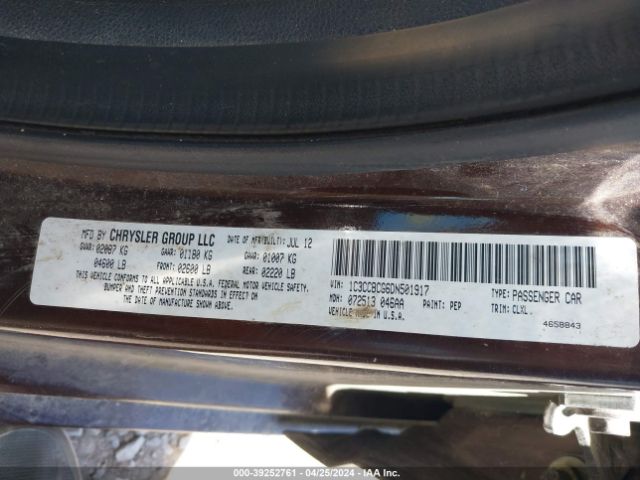 MFD BY CHRYSLER GROUP LLC DATE OF MFR/BUILT: JUL 12
GVWR: 02087 KG GAWR: 01180 KG GAWR: 01007 KG
04600 LB FRONT: 02600 LB REAR: 02220 LB
THIS VEHICLE CONFORMS TO ALL U.S.A. FEDERAL MOTOR VEHICLE SAFETY,
BUMPER, AND THEFT PREVENTION STANDARDS IN EFFECT ON
THE DATE OF MANUFACTURE SHOWN ABOVE.
VIN: 1C3CCBCG6DN501917 TYPE: PASSENGER CAR
MDH: 072513 046AA PAINT: PEP TRIM: CLXL
VEHICLE MADE IN U.S.A.
4658843
000-39252761 - 04/25/2024 - IAA Inc.